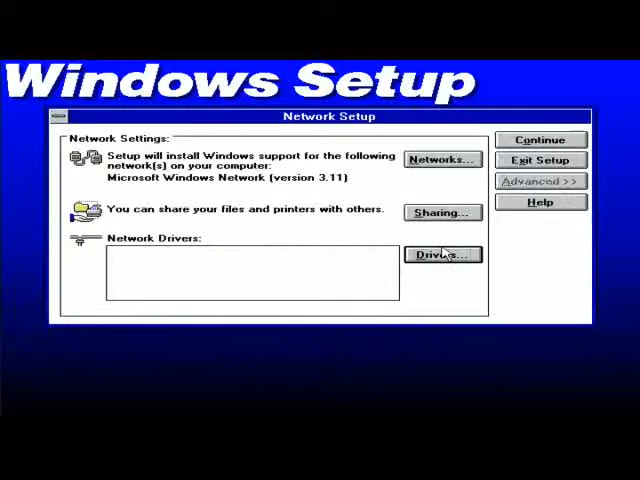 Windows Setup
Network Setup
Network Settings:
Setup will install Windows support for the following
network(s) on your computer:
Microsoft Windows Network (version 3.11)
Networks...
You can share your files and printers with others.
Sharing...
Network Drivers:
Drivers...
Continue
Exit Setup
Advanced >>
Help